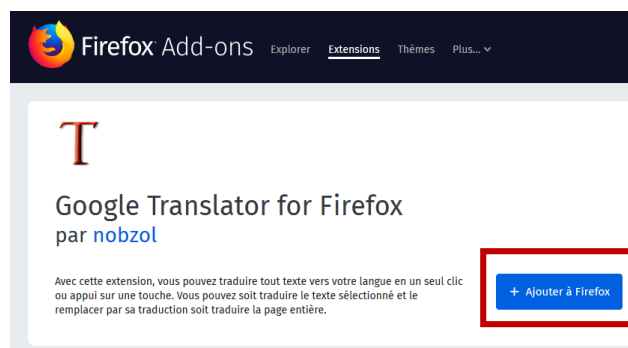 Firefox Add-ons Explorer Extensions Thèmes Plus...
T
Google Translator for Firefox
par nobzol
Avec cette extension, vous pouvez traduire tout texte vers votre langue en un seul clic
ou appui sur une touche. Vous pouvez soit traduire le texte sélectionné et le
remplacer par sa traduction soit traduire la page entière.
+ Ajouter à Firefox